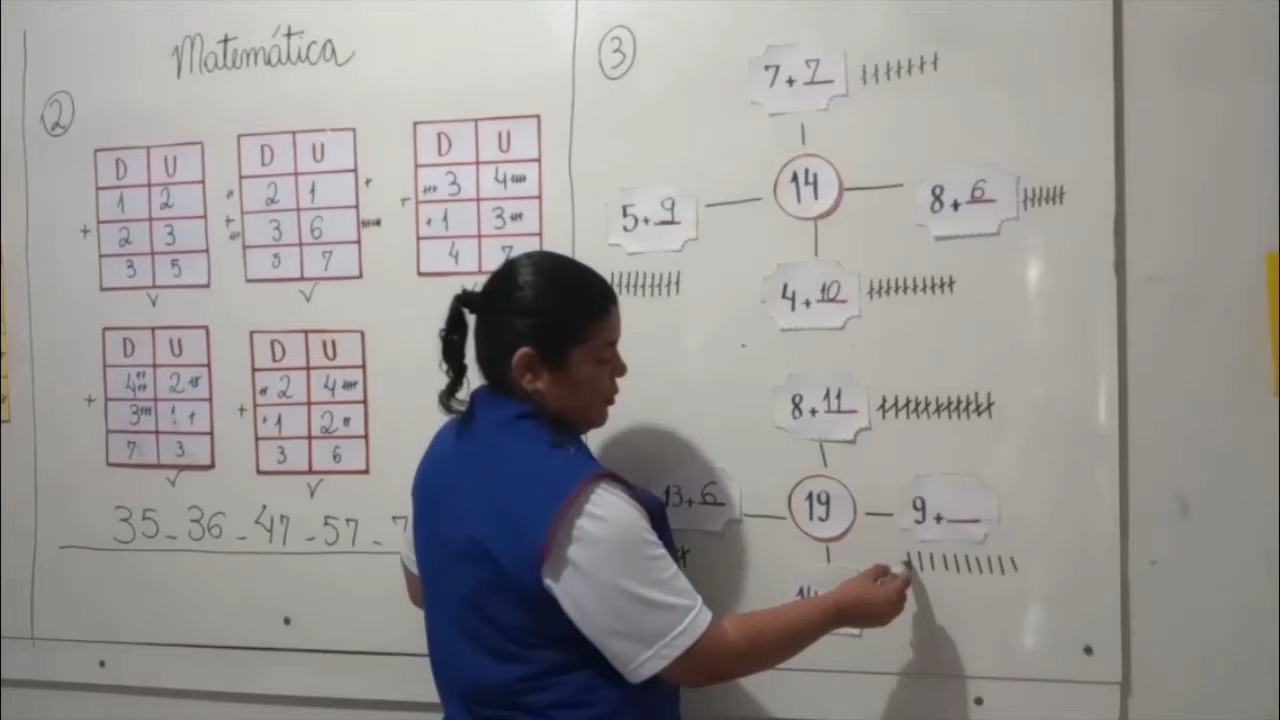 Matemática
2
D U
1 2
+ 2 3
3 5
D U
2 1
+ 3 6
5 7
D U
+ 3 4
1 3
4 7
D U
4 2
+ 3 1
7 3
D U
2 4
+ 1 2
3 6
35 - 36 - 47 - 57 - 7
3
7 + 7
5 + 9
14
8 + 6
4 + 10
8 + 11
13 + 6
19
9 + __
14